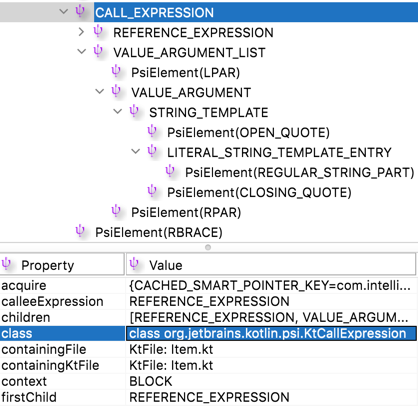 CALL_EXPRESSION
REFERENCE_EXPRESSION
VALUE_ARGUMENT_LIST
PsiElement(LPAR)
VALUE_ARGUMENT
STRING_TEMPLATE
PsiElement(OPEN_QUOTE)
LITERAL_STRING_TEMPLATE_ENTRY
PsiElement(REGULAR_STRING_PART)
PsiElement(CLOSING_QUOTE)
PsiElement(RPAR)
PsiElement(RBRACE)
Property Value
acquire {CACHED_SMART_POINTER_KEY=com.intelli...
calleeExpression REFERENCE_EXPRESSION
children [REFERENCE_EXPRESSION, VALUE_ARGUM...
class class org.jetbrains.kotlin.psi.KtCallExpression
containingFile KtFile: Item.kt
containingKtFile KtFile: Item.kt
context BLOCK
firstChild REFERENCE_EXPRESSION